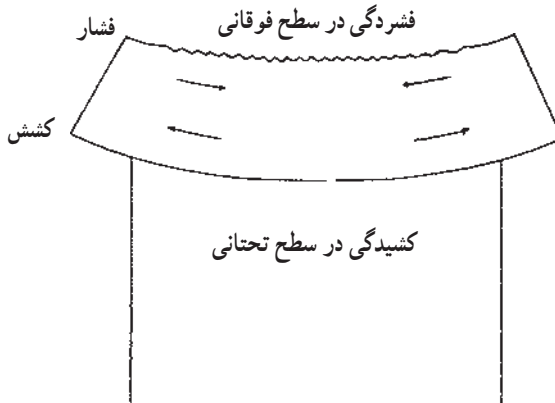 فشردگی در سطح فوقانی
فشار
کشش
کشیدگی در سطح تحتانی